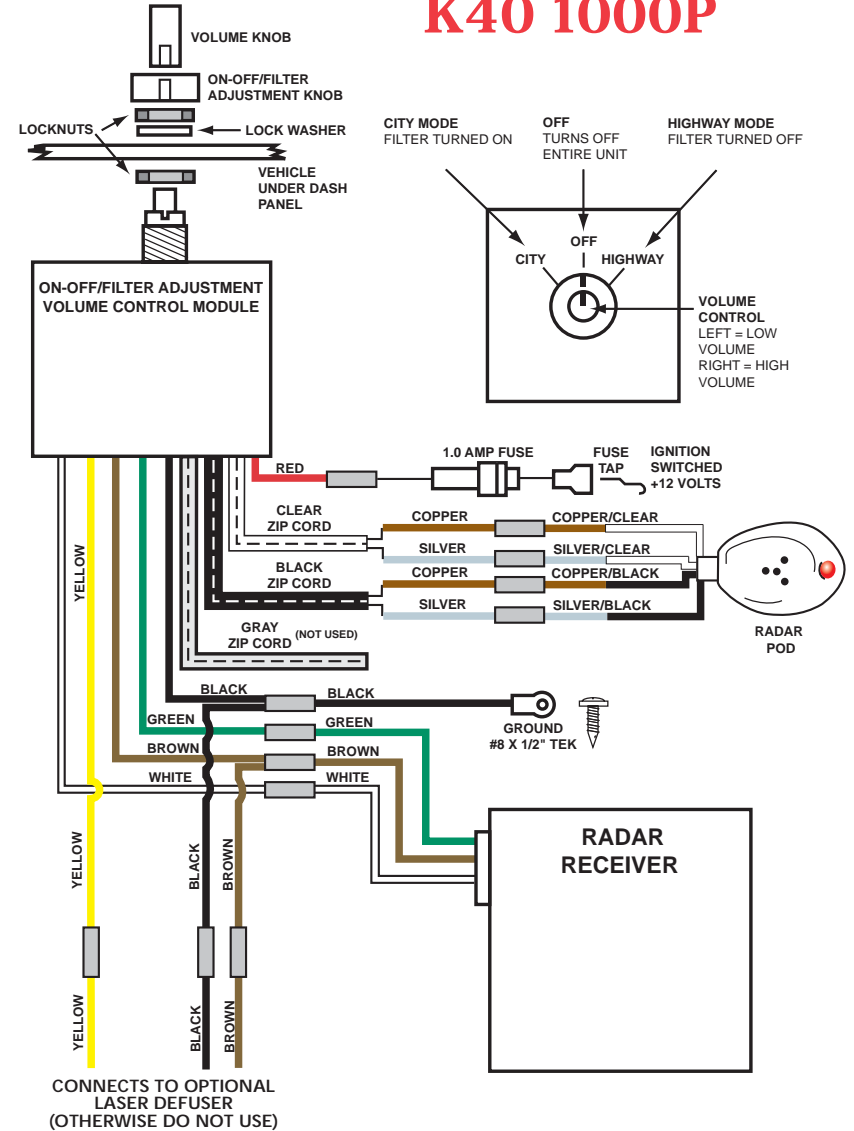 K40 1000P
VOLUME KNOB
ON-OFF/FILTER
ADJUSTMENT KNOB
LOCKNUTS
LOCK WASHER
VEHICLE
UNDER DASH
PANEL
CITY MODE
FILTER TURNED ON
OFF
TURNS OFF
ENTIRE UNIT
HIGHWAY MODE
FILTER TURNED OFF
OFF
CITY
HIGHWAY
VOLUME
CONTROL
LEFT = LOW
VOLUME
RIGHT = HIGH
VOLUME
ON-OFF/FILTER ADJUSTMENT
VOLUME CONTROL MODULE
RED
1.0 AMP FUSE
FUSE
TAP
IGNITION
SWITCHED
+12 VOLTS
CLEAR
ZIP CORD
COPPER
COPPER/CLEAR
SILVER
SILVER/CLEAR
BLACK
ZIP CORD
COPPER
COPPER/BLACK
SILVER
SILVER/BLACK
GRAY
ZIP CORD
(NOT USED)
RADAR
POD
YELLOW
BLACK
BLACK
GROUND
#8 X 1/2" TEK
GREEN
GREEN
BROWN
BROWN
WHITE
WHITE
RADAR
RECEIVER
YELLOW
BLACK
BROWN
YELLOW
BLACK
BROWN
CONNECTS TO OPTIONAL
LASER DEFUSER
(OTHERWISE DO NOT USE)